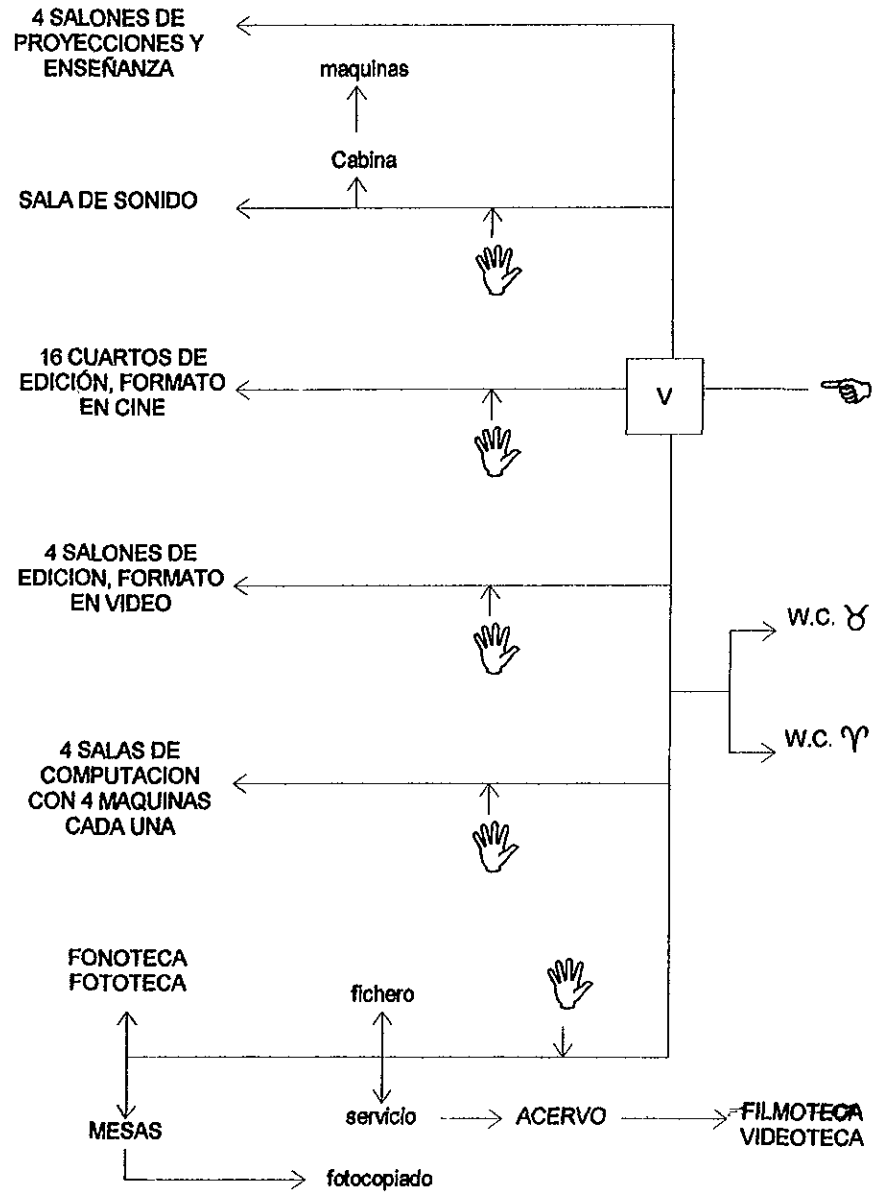 4 SALONES DE
PROYECCIONES Y
ENSEÑANZA
maquinas
Cabina
SALA DE SONIDO
16 CUARTOS DE
EDICIÓN, FORMATO
EN CINE
V
4 SALONES DE
EDICION, FORMATO
EN VIDEO
W.C. ♉
W.C. ♈
4 SALAS DE
COMPUTACION
CON 4 MAQUINAS
CADA UNA
FONOTECA
FOTOTECA
fichero
MESAS
servicio
ACERVO
FILMOTECA
VIDEOTECA
fotocopiado